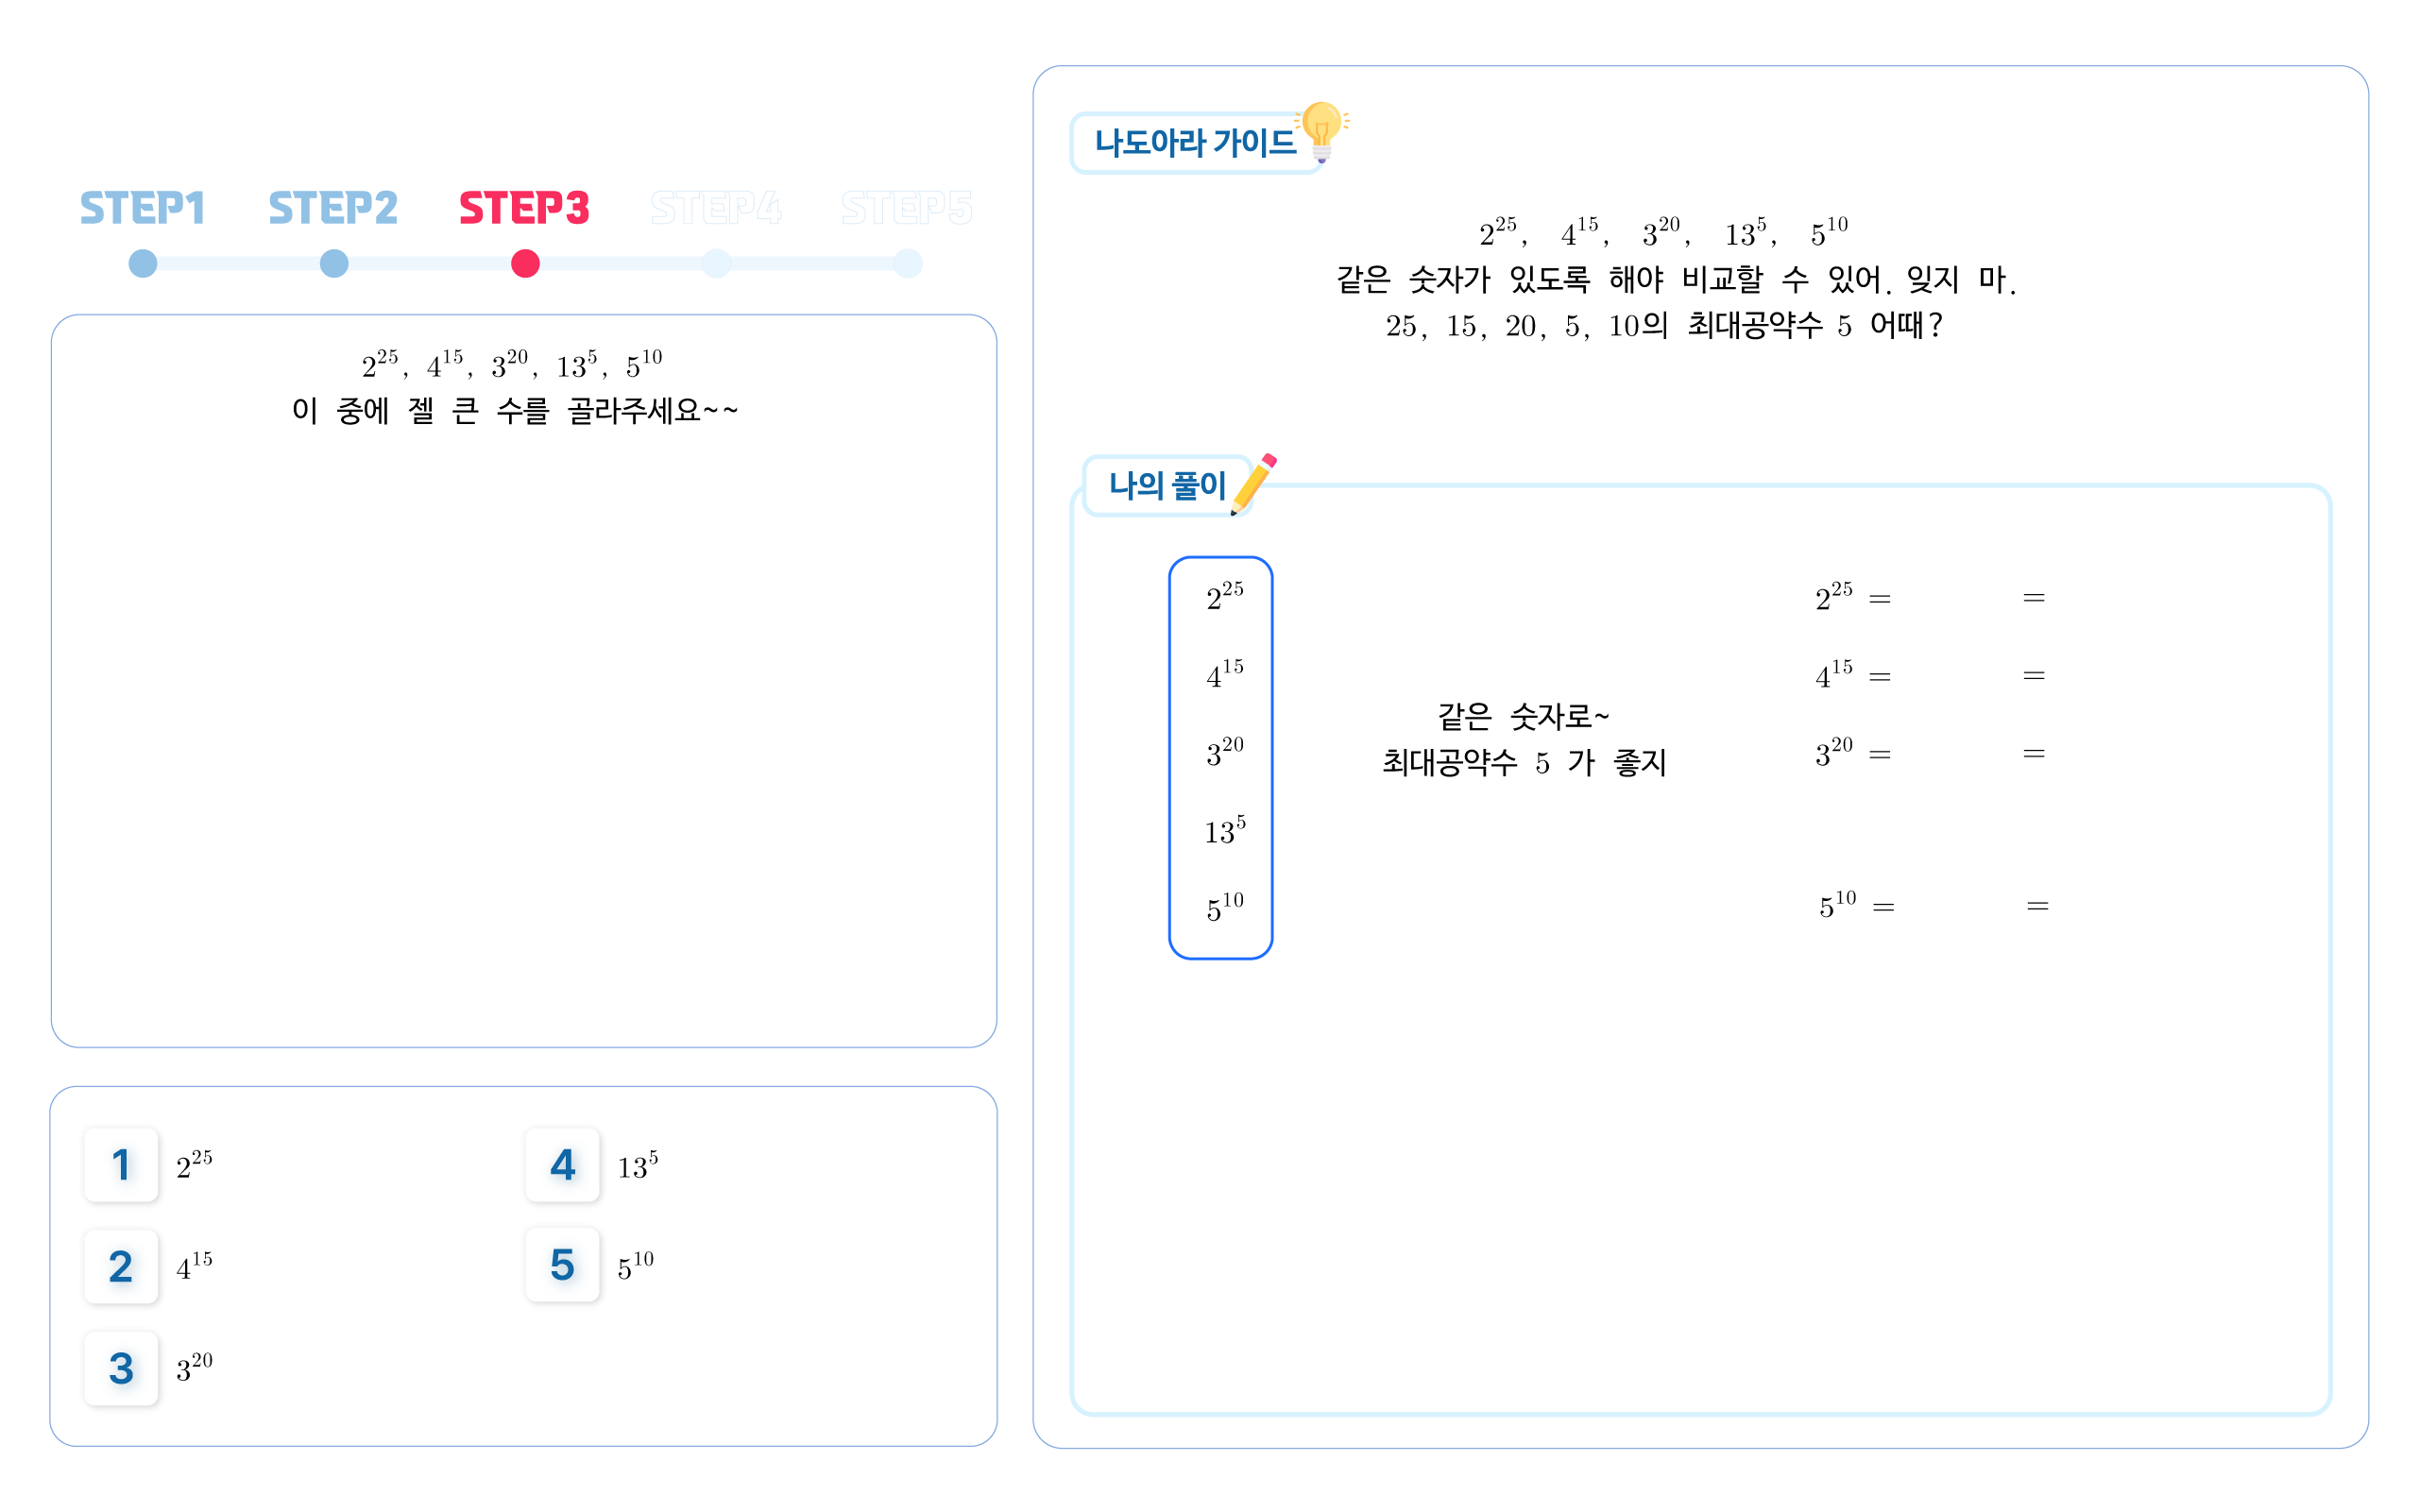 STEP1 STEP2 STEP3 STEP4 STEP5
2^25, 4^15, 3^20, 13^5, 5^10
이 중에 젤 큰 수를 골라주세요~~
1 2^25
2 4^15
3 3^20
4 13^5
5 5^10
나도아라 가이드
2^25, 4^15, 3^20, 13^5, 5^10
같은 숫자가 있도록 해야 비교할 수 있어. 잊지 마.
25, 15, 20, 5, 10의 최대공약수 5 어때?
나의 풀이
2^25
4^15
3^20
13^5
5^10
같은 숫자로~
최대공약수 5 가 좋지
2^25 = =
4^15 = =
3^20 = =
5^10 = =